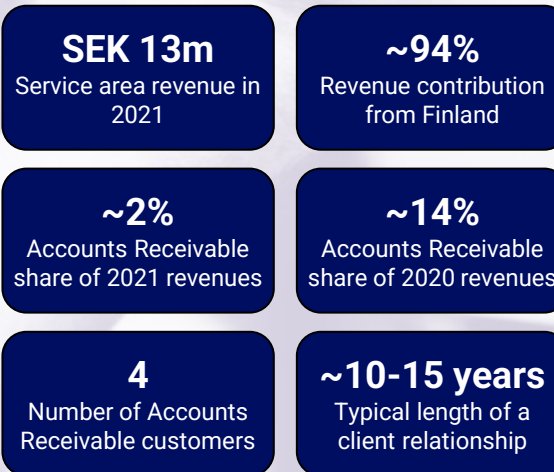 SEK 13m
Service area revenue in
2021
~94%
Revenue contribution
from Finland
~2%
Accounts Receivable
share of 2021 revenues
~14%
Accounts Receivable
share of 2020 revenues
4
Number of Accounts
Receivable customers
~10-15 years
Typical length of a
client relationship